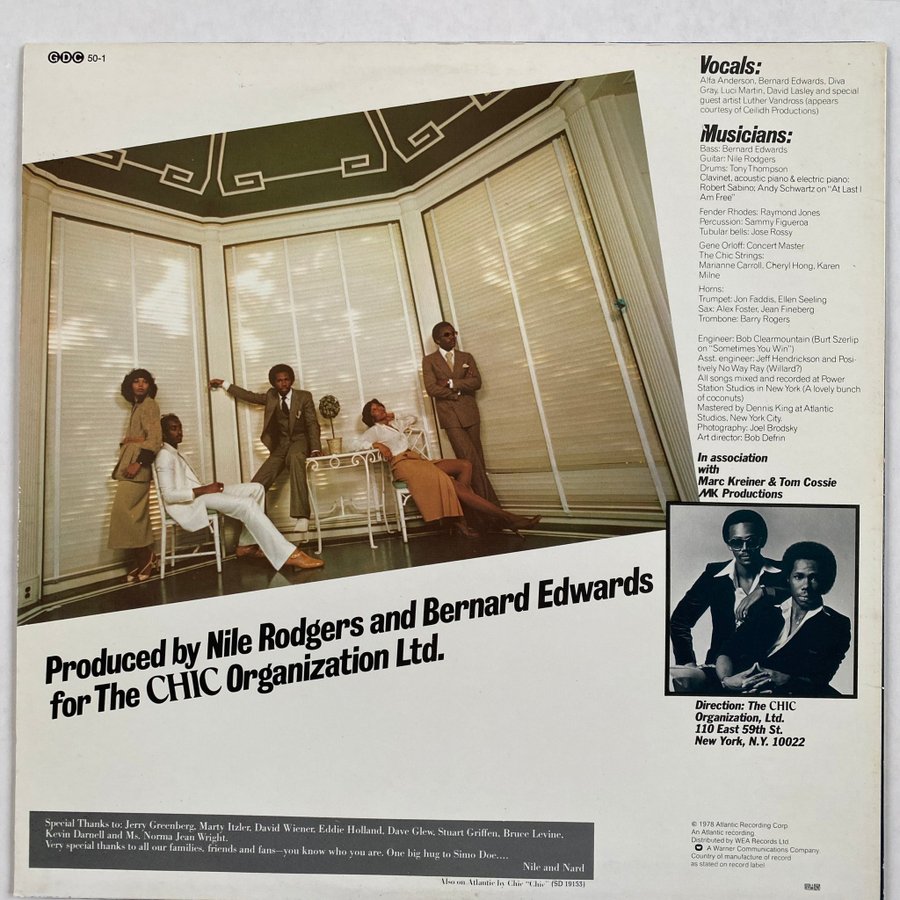 GDC 50-1
Vocals:
Alfa Anderson, Bernard Edwards, Diva
Gray, Luci Martin, David Lasley and special
guest artist Luther Vandross (appears
courtesy of Ceilidh Productions)
Musicians:
Bass: Bernard Edwards
Guitar: Nile Rodgers
Drums: Tony Thompson
Clavinet, acoustic piano & electric piano:
Robert Sabino; Andy Schwartz on "At Last I
Am Free"
Fender Rhodes: Raymond Jones
Percussion: Sammy Figueroa
Tubular bells: Jose Rossy
Gene Orloff: Concert Master
The Chic Strings:
Marianne Carroll, Cheryl Hong, Karen
Milne
Horns:
Trumpet: Jon Faddis, Ellen Seeling
Sax: Alex Foster, Jean Fineberg
Trombone: Barry Rogers
Engineer: Bob Clearmountain (Burt Szerlip
on "Sometimes You Win")
Asst. engineer: Jeff Hendrickson and Posi-
tively No Way Ray (Willard?)
All songs mixed and recorded at Power
Station Studios in New York (A lovely bunch
of coconuts)
Mastered by Dennis King at Atlantic
Studios, New York City.
Photography: Joel Brodsky
Art director: Bob Defrin
In association
with
Marc Kreiner & Tom Cossie
MK Productions
Produced by Nile Rodgers and Bernard Edwards
for The CHIC Organization Ltd.
Direction: The CHIC
Organization, Ltd.
110 East 59th St.
New York, N.Y. 10022
Special Thanks to: Jerry Greenberg, Marty Itzler, David Wiener, Eddie Holland, Dave Glew, Stuart Griffen, Bruce Levine,
Kevin Darnell and Ms. Norma Jean Wright.
Very special thanks to all our families, friends and fans—you know who you are. One big hug to Simo Doe....
Nile and Nard
Also on Atlantic by Chic "Chic" (SD 19153)
© 1978 Atlantic Recording Corp.
An Atlantic recording
Distributed by WEA Records Ltd.
A Warner Communications Company.
Country of manufacture of record
as stated on record label